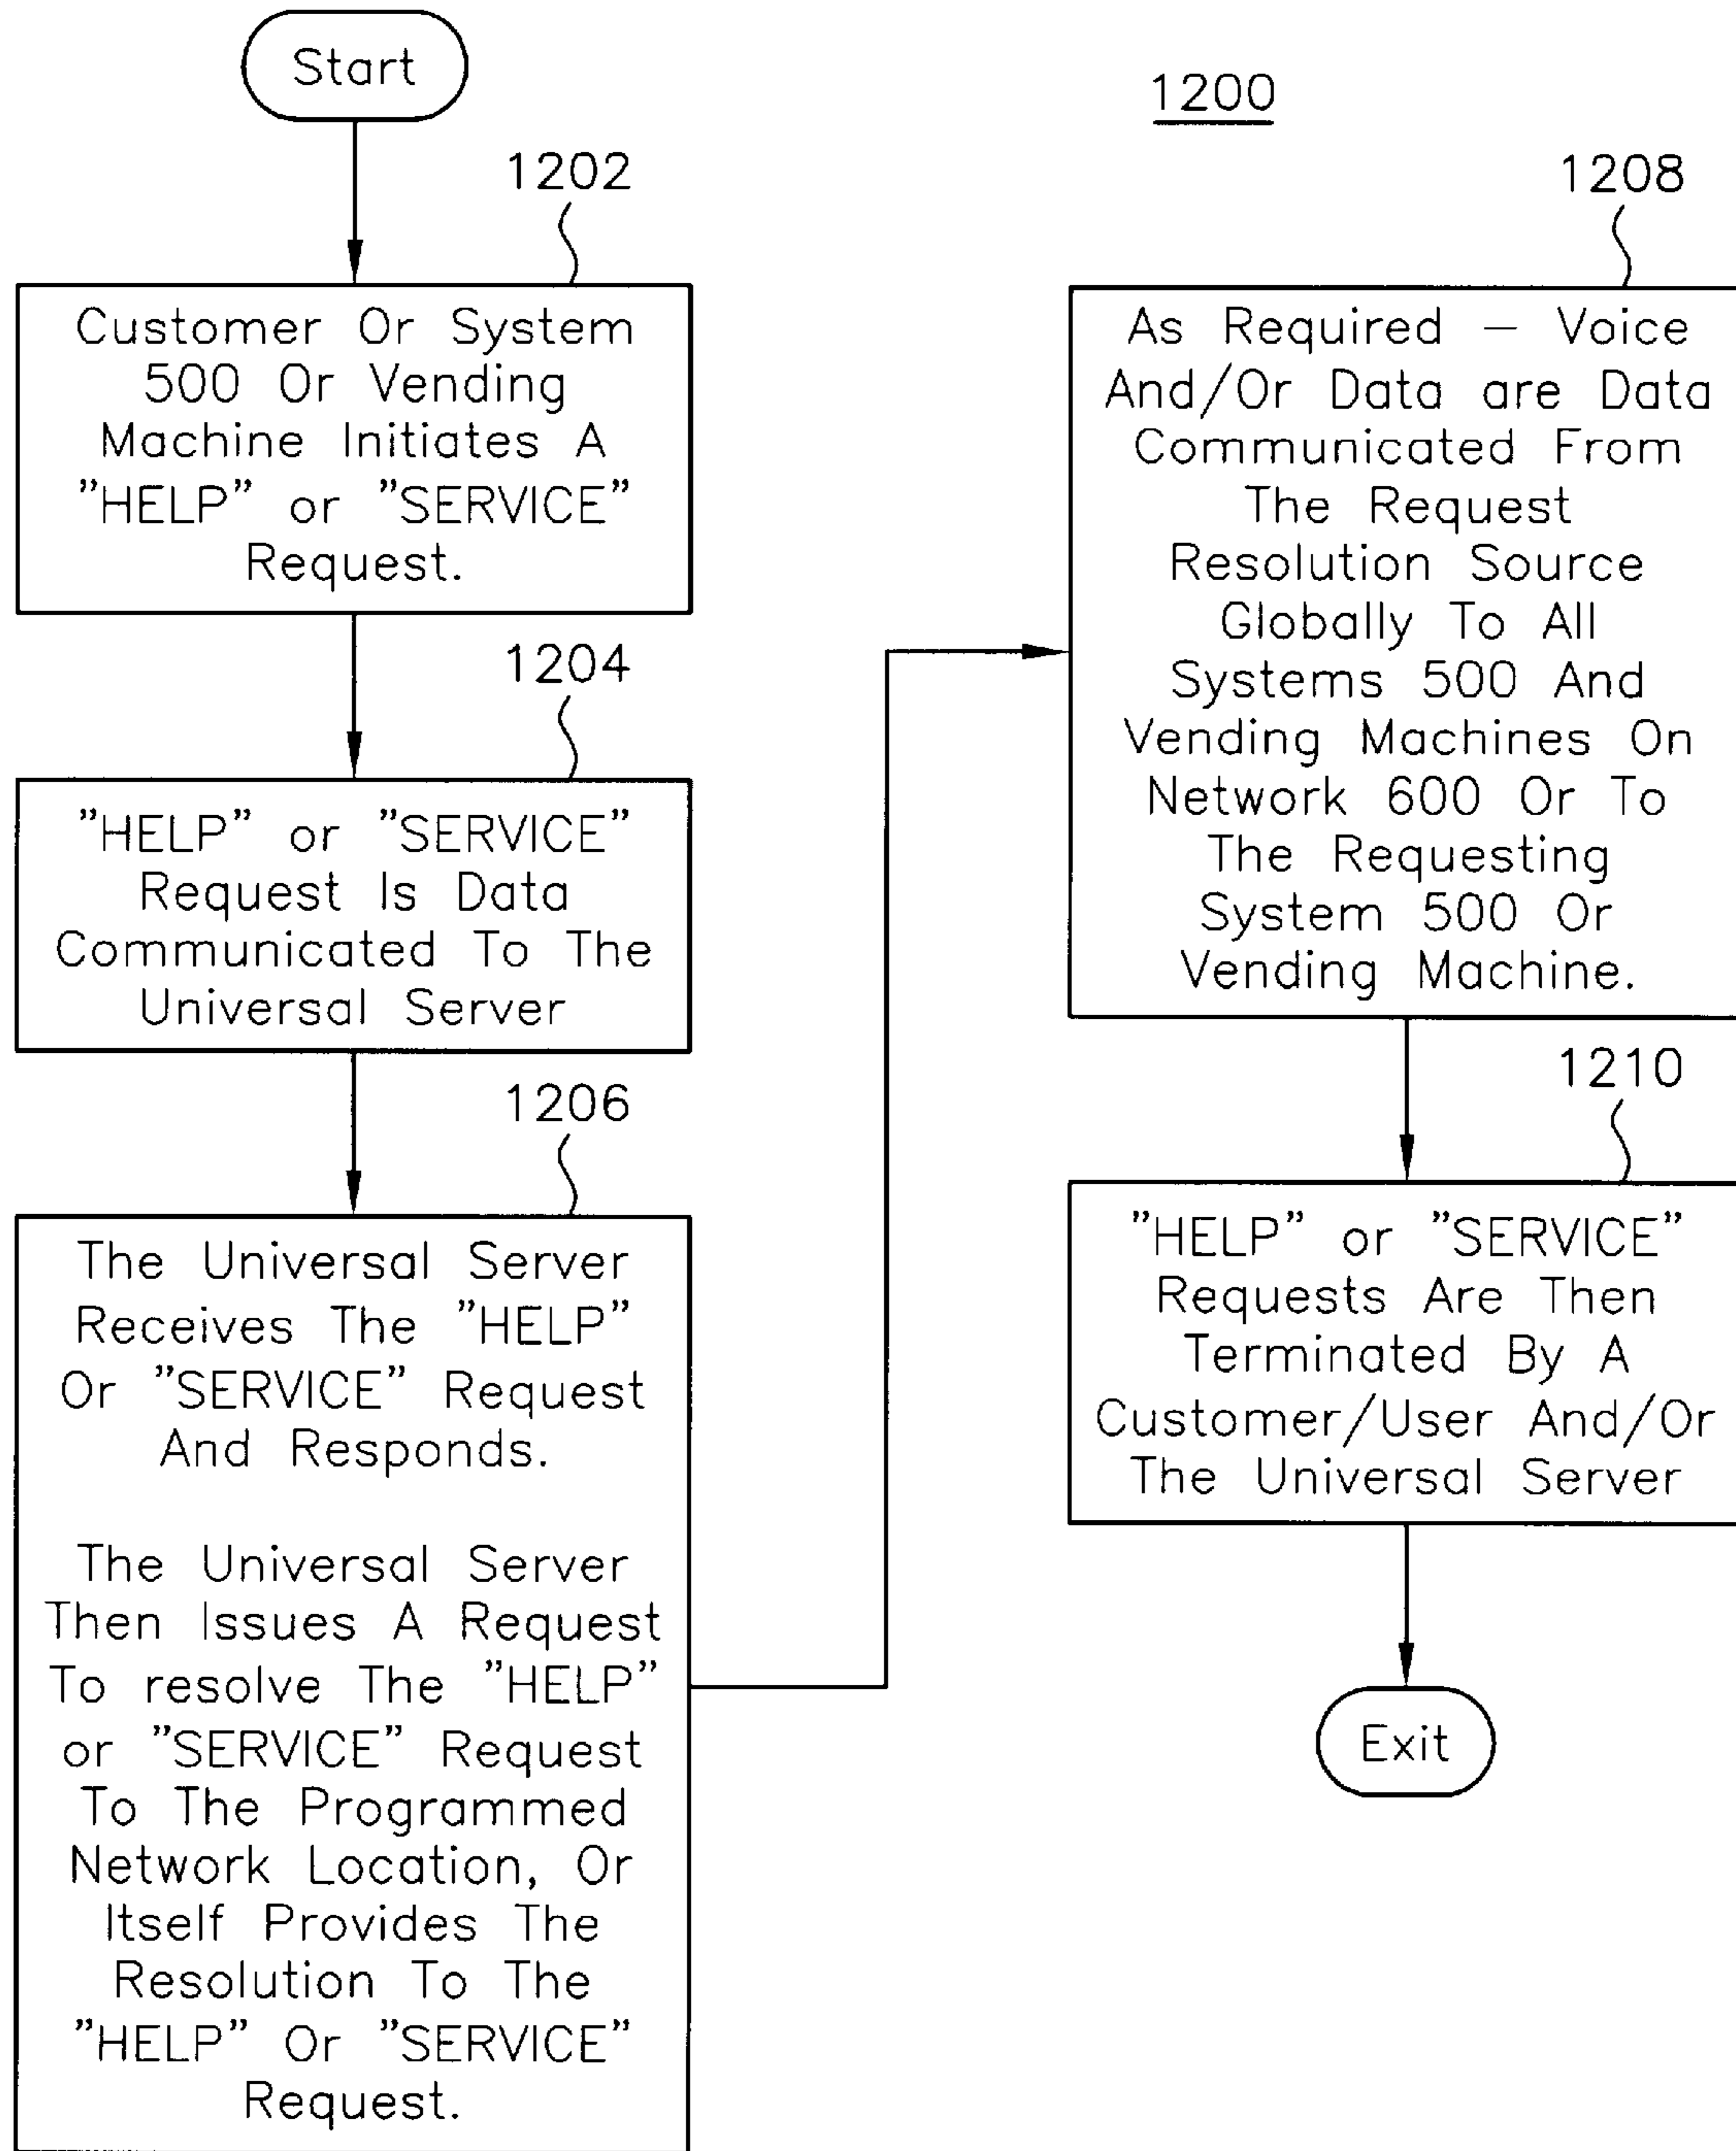 Start
1200
1202
Customer Or System
500 Or Vending
Machine Initiates A
"HELP" or "SERVICE"
Request.
1204
"HELP" or "SERVICE"
Request Is Data
Communicated To The
Universal Server
1206
The Universal Server
Receives The "HELP"
Or "SERVICE" Request
And Responds.
The Universal Server
Then Issues A Request
To resolve The "HELP"
or "SERVICE" Request
To The Programmed
Network Location, Or
Itself Provides The
Resolution To The
"HELP" Or "SERVICE"
Request.
1208
As Required – Voice
And/Or Data are Data
Communicated From
The Request
Resolution Source
Globally To All
Systems 500 And
Vending Machines On
Network 600 Or To
The Requesting
System 500 Or
Vending Machine.
1210
"HELP" or "SERVICE"
Requests Are Then
Terminated By A
Customer/User And/Or
The Universal Server
Exit